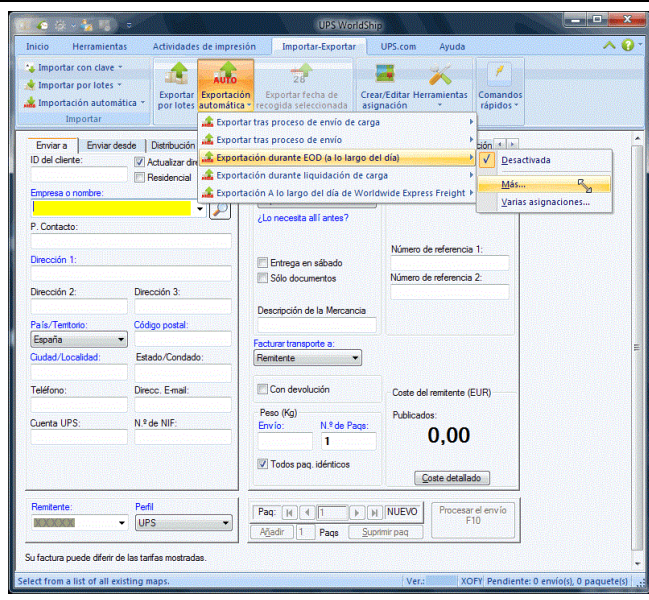 UPS WorldShip
Inicio Herramientas Actividades de impresión Importar-Exportar UPS.com Ayuda
Importar con clave
Importar por lotes
Importación automática
Importar
Exportar por lotes
AUTO
Exportación automática
28
Exportar fecha de recogida seleccionada
Crear/Editar asignación
Herramientas
Comandos rápidos
Exportar tras proceso de envío de carga
Exportar tras proceso de envío
Exportación durante EOD (a lo largo del día)
Exportación durante liquidación de carga
Exportación A lo largo del día de Worldwide Express Freight
Desactivada
Más...
Varias asignaciones...
Enviar a Enviar desde Distribución
ción
ID del cliente:
Actualizar dir
Residencial
Empresa o nombre:
P. Contacto:
Dirección 1:
Dirección 2: Dirección 3:
País/Territorio: Código postal:
España
Ciudad/Localidad: Estado/Condado:
Teléfono: Direcc. E-mail:
Cuenta UPS: N.º de NIF:
¿Lo necesita allí antes?
Entrega en sábado
Sólo documentos
Descripción de la Mercancia
Facturar transporte a:
Remitente
Con devolución
Peso (Kg)
Envío: N.º de Paqs:
1
Todos paq. idénticos
Número de referencia 1:
Número de referencia 2:
Coste del remitente (EUR)
Publicados:
0,00
Coste detallado
Remitente: Perfil
UPS
Paq: 1 NUEVO
Añadir 1 Paqs Suprimir paq
Procesar el envío
F10
Su factura puede diferir de las tarifas mostradas.
Select from a list of all existing maps. Ver.: XOFY Pendiente: 0 envío(s), 0 paquete(s)